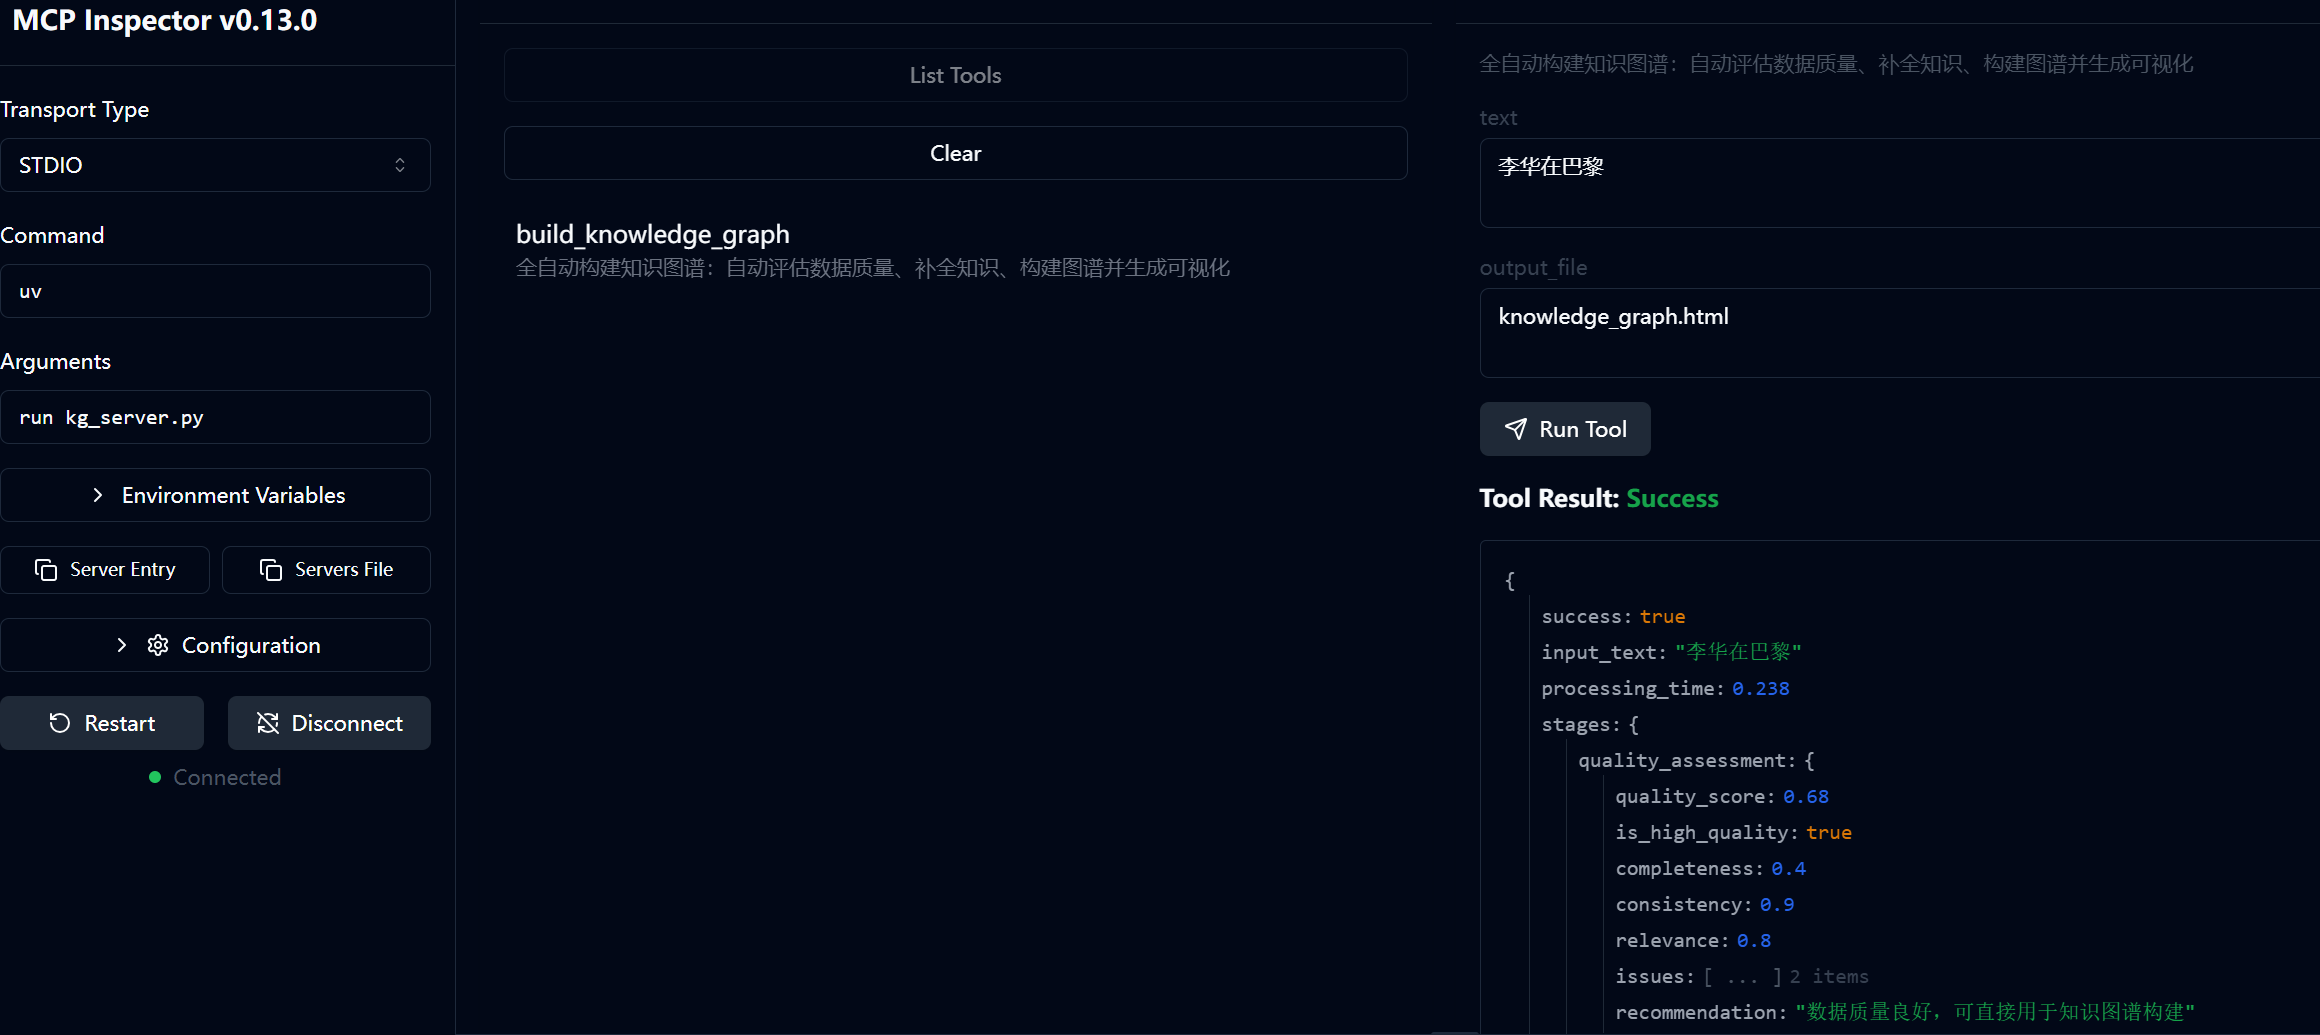 MCP Inspector v0.13.0
Transport Type
STDIO
Command
uv
Arguments
run kg_server.py
Environment Variables
Server Entry
Servers File
Configuration
Restart
Disconnect
Connected
List Tools
Clear
build_knowledge_graph
全自动构建知识图谱：自动评估数据质量、补全知识、构建图谱并生成可视化
全自动构建知识图谱：自动评估数据质量、补全知识、构建图谱并生成可视化
text
李华在巴黎
output_file
knowledge_graph.html
Run Tool
Tool Result: Success
{
success: true
input_text: "李华在巴黎"
processing_time: 0.238
stages: {
quality_assessment: {
quality_score: 0.68
is_high_quality: true
completeness: 0.4
consistency: 0.9
relevance: 0.8
issues: [ ... ] 2 items
recommendation: "数据质量良好，可直接用于知识图谱构建"